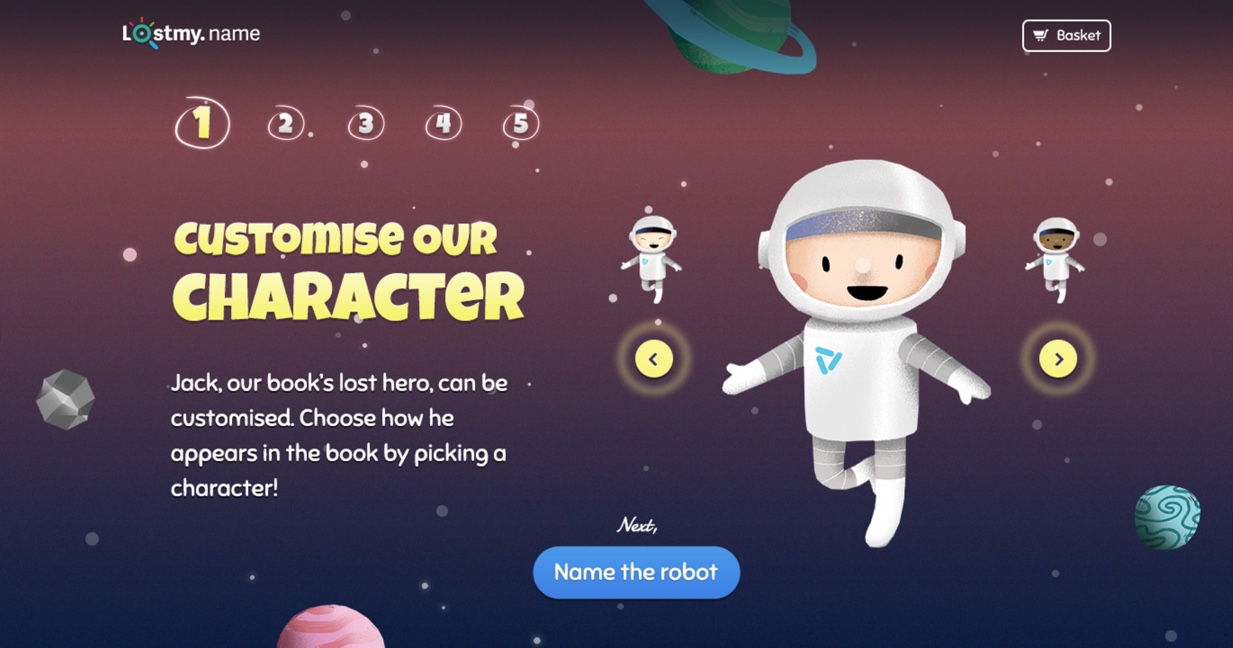 Lostmy.name
Basket
1 2 3 4 5
CUSTOMISE OUR
CHARACTER
Jack, our book's lost hero, can be
customised. Choose how he
appears in the book by picking a
character!
Next,
Name the robot